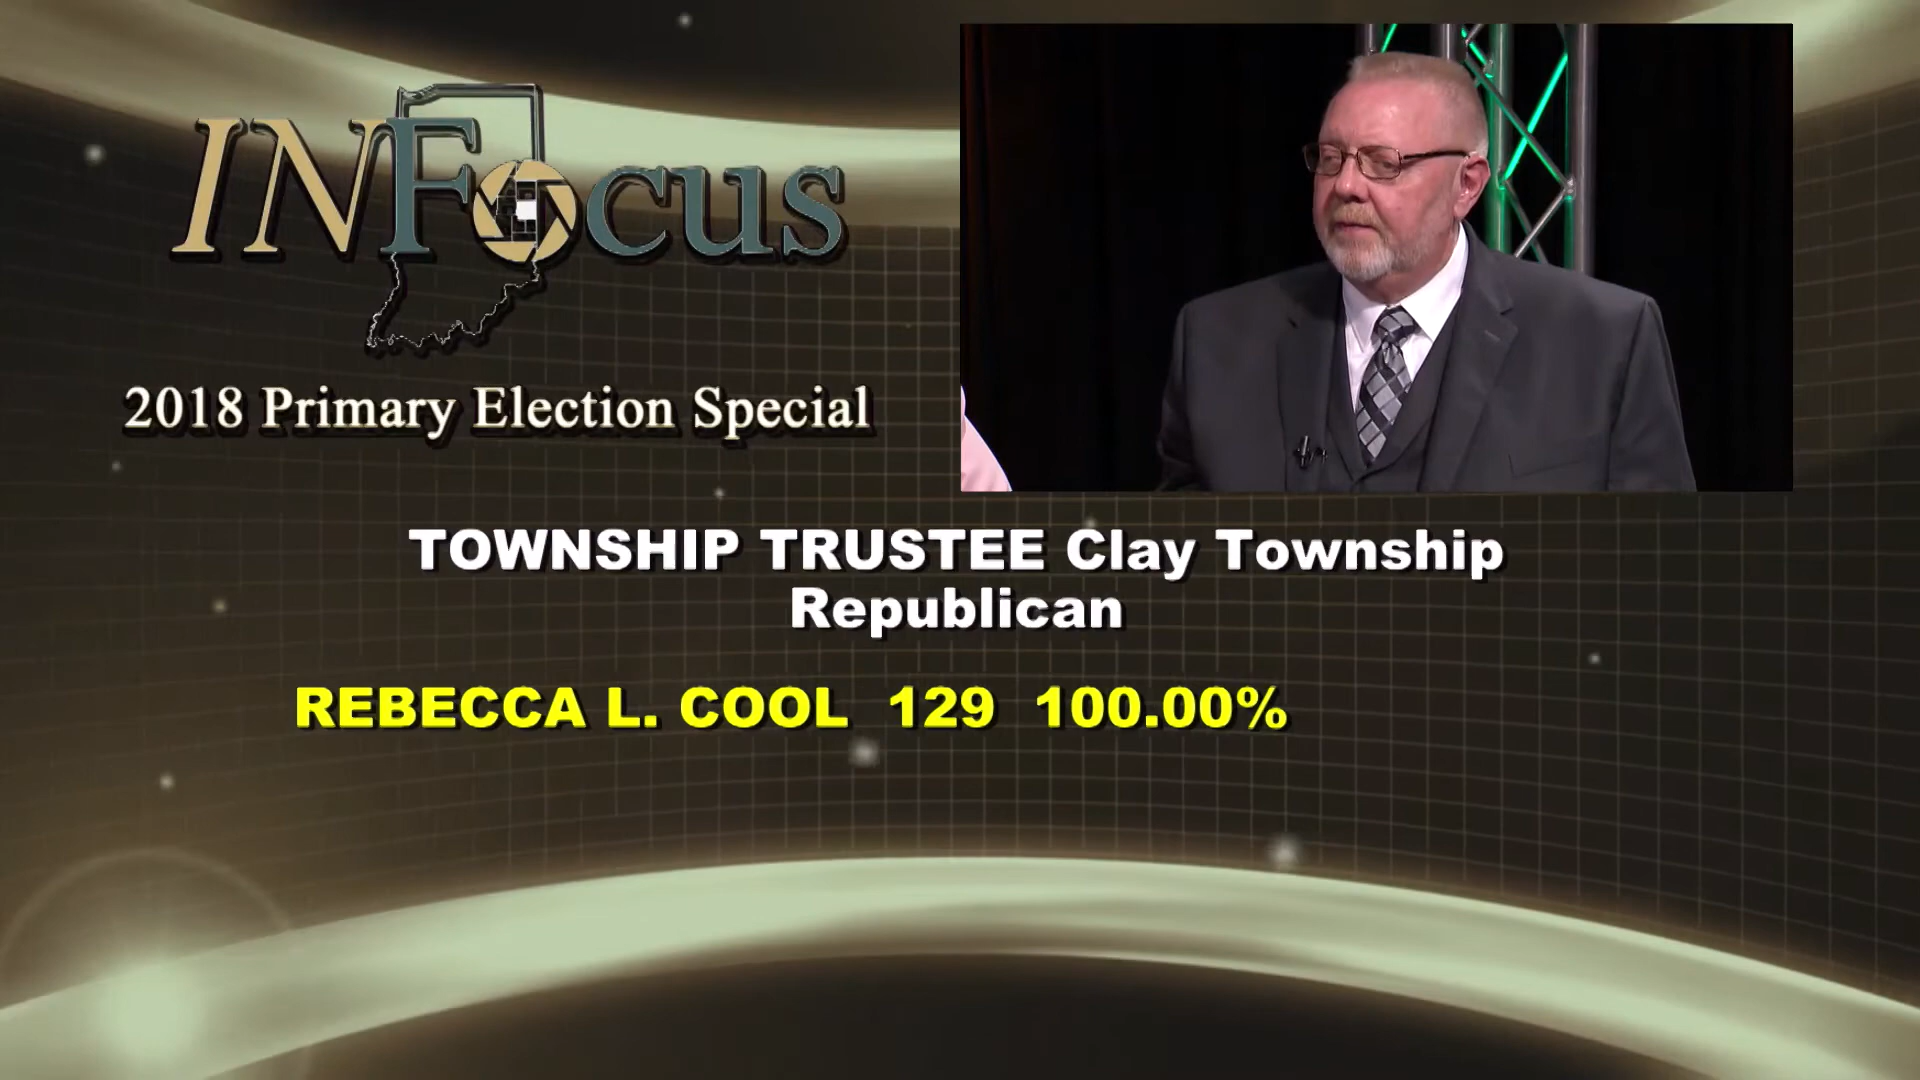 INFocus
2018 Primary Election Special
TOWNSHIP TRUSTEE Clay Township
Republican
REBECCA L. COOL 129 100.00%